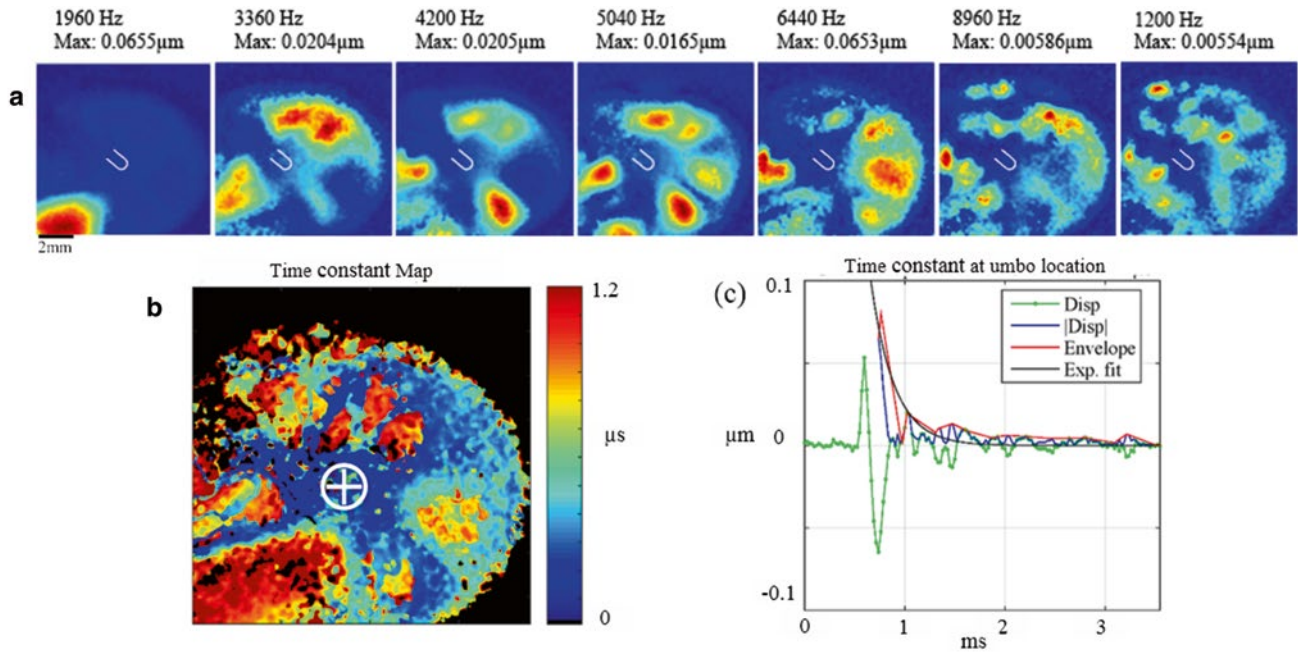 1960 Hz 3360 Hz 4200 Hz 5040 Hz 6440 Hz 8960 Hz 1200 Hz
Max: 0.0655µm Max: 0.0204µm Max: 0.0205µm Max: 0.0165µm Max: 0.0653µm Max: 0.00586µm Max: 0.00554µm
a
2mm
Time constant Map
b
1.2
µs
0
Time constant at umbo location
(c)
0.1
µm
0
-0.1
Disp
|Disp|
Envelope
Exp. fit
0 1 2 3
ms